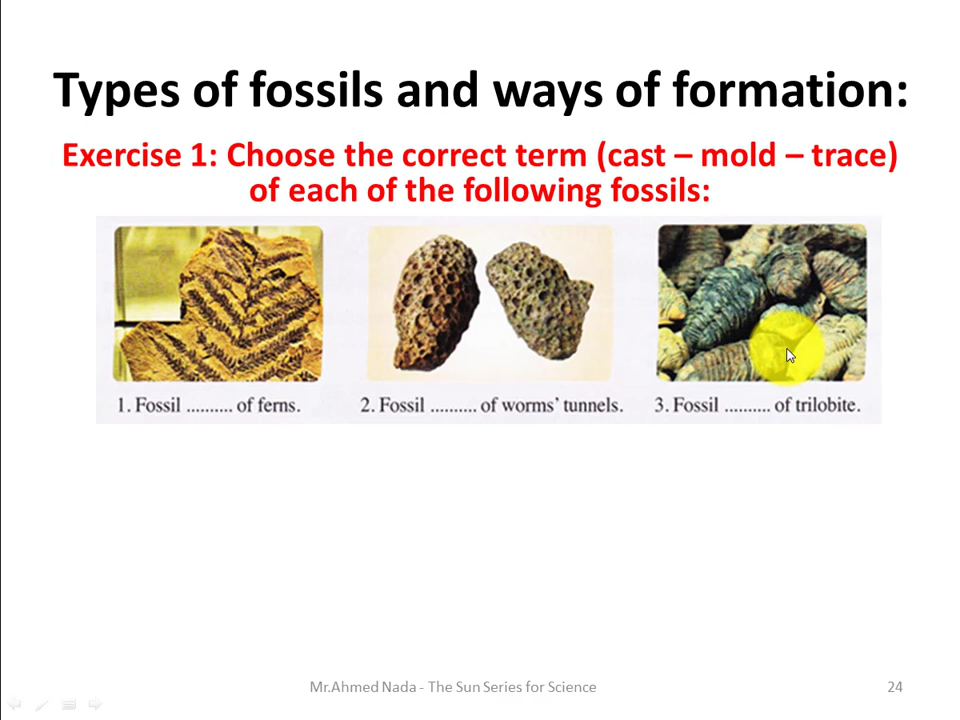 Types of fossils and ways of formation:
Exercise 1: Choose the correct term (cast – mold – trace)
of each of the following fossils:
1. Fossil .......... of ferns.
2. Fossil .......... of worms’ tunnels.
3. Fossil .......... of trilobite.
Mr.Ahmed Nada - The Sun Series for Science
24